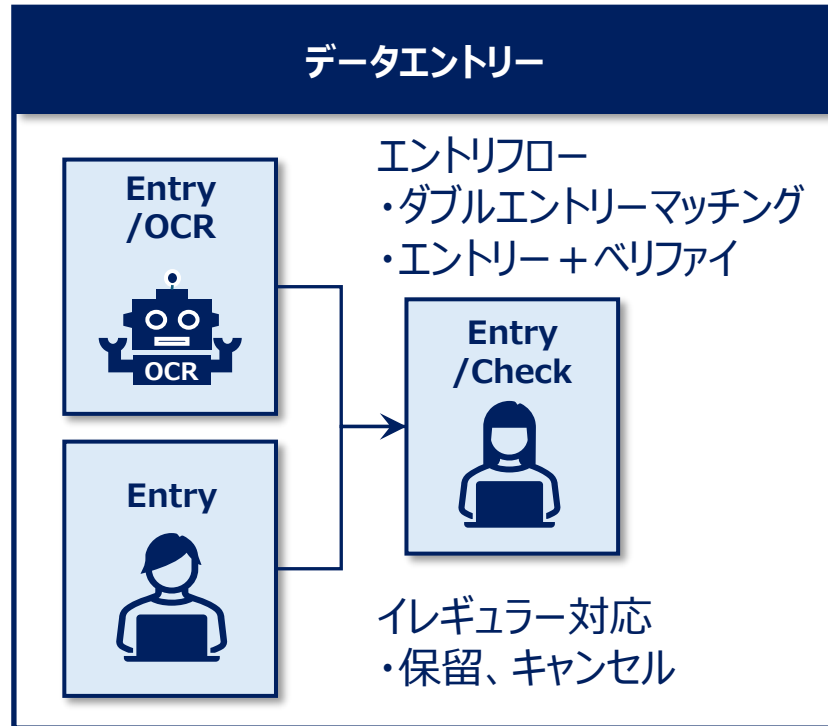 データエントリー
Entry
/OCR
OCR
Entry
エントリフロー
・ダブルエントリーマッチング
・エントリー＋ベリファイ
Entry
/Check
イレギュラー対応
・保留、キャンセル